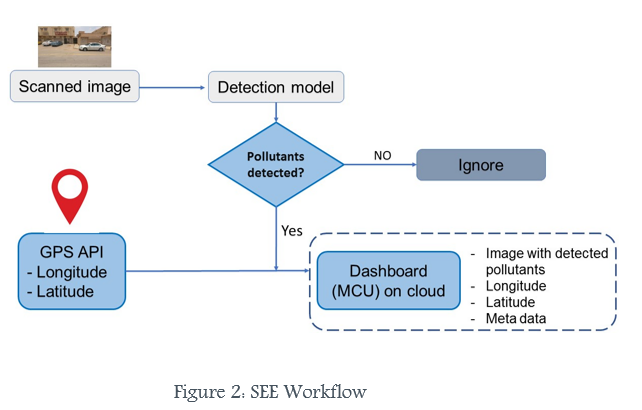 Scanned image
Detection model
Pollutants
detected?
NO
Ignore
Yes
GPS API
- Longitude
- Latitude
Dashboard
(MCU) on cloud
- Image with detected
pollutants
- Longitude
- Latitude
- Meta data
Figure 2: SEE Workflow